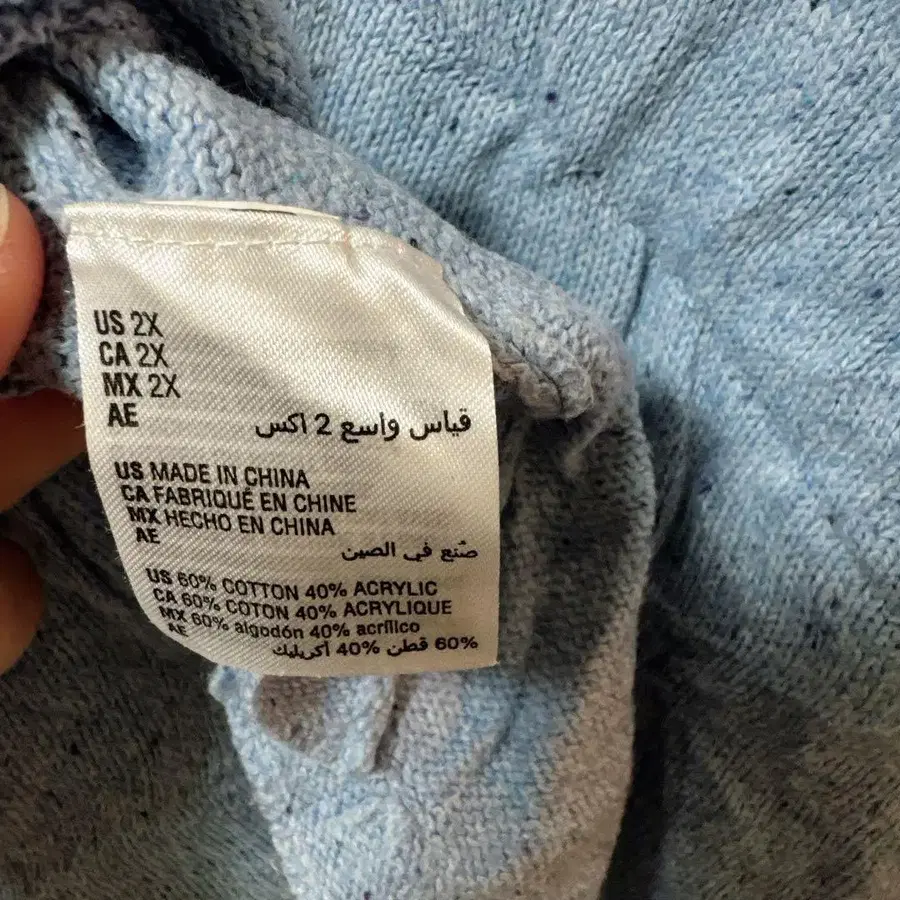 US 2X
CA 2X
MX 2X
AE
قياس واسع 2 اكس
US MADE IN CHINA
CA FABRIQUÉ EN CHINE
MX HECHO EN CHINA
AE
صُنع في الصين
US 60% COTTON 40% ACRYLIC
CA 60% COTON 40% ACRYLIQUE
MX 60% algodón 40% acrílico
AE
60% قطن 40% أكريليك